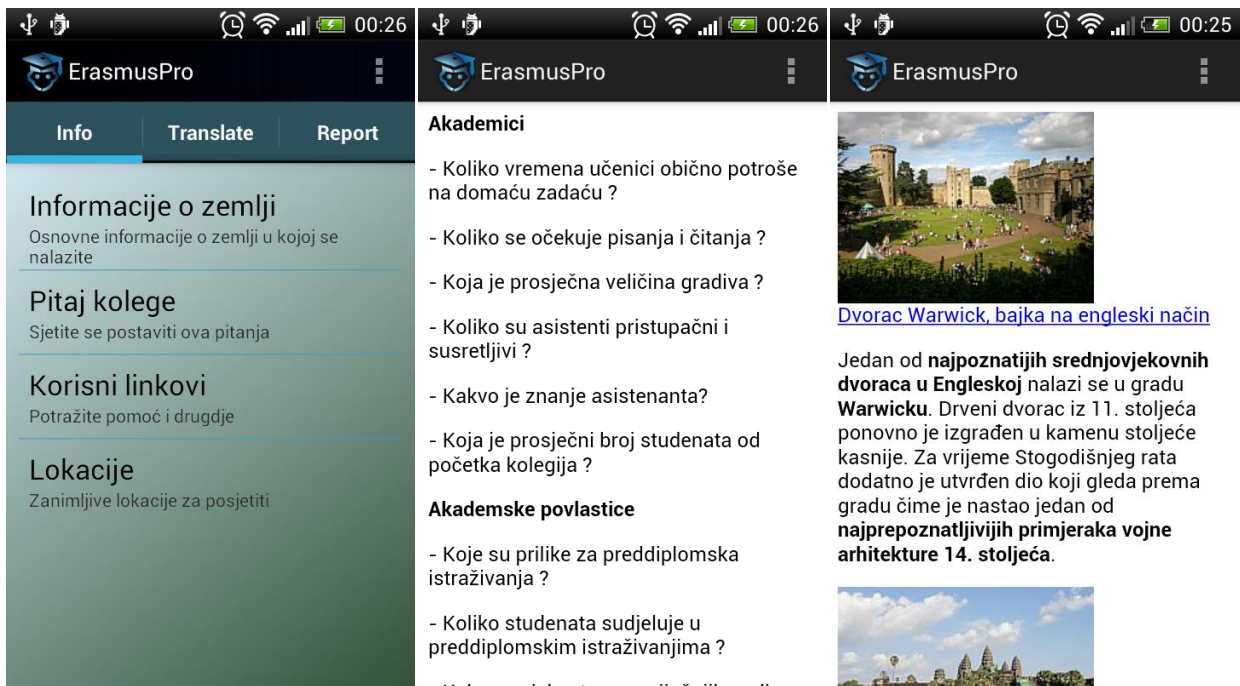 00:26
ErasmusPro
Info Translate Report
Informacije o zemlji
Osnovne informacije o zemlji u kojoj se
nalazite
Pitaj kolege
Sjetite se postaviti ova pitanja
Korisni linkovi
Potražite pomoć i drugdje
Lokacije
Zanimljive lokacije za posjetiti
00:26
ErasmusPro
Akademici
- Koliko vremena učenici obično potroše
na domaću zadaću ?
- Koliko se očekuje pisanja i čitanja ?
- Koja je prosječna veličina gradiva ?
- Koliko su asistenti pristupačni i
susretljivi ?
- Kakvo je znanje asistenanta?
- Koja je prosječni broj studenata od
početka kolegija ?
Akademske povlastice
- Koje su prilike za preddiplomska
istraživanja ?
- Koliko studenata sudjeluje u
preddiplomskim istraživanjima ?
00:25
ErasmusPro
Dvorac Warwick, bajka na engleski način
Jedan od najpoznatijih srednjovjekovnih
dvoraca u Engleskoj nalazi se u gradu
Warwicku. Drveni dvorac iz 11. stoljeća
ponovno je izgrađen u kamenu stoljeće
kasnije. Za vrijeme Stogodišnjeg rata
dodatno je utvrđen dio koji gleda prema
gradu čime je nastao jedan od
najprepoznatljivijih primjeraka vojne
arhitekture 14. stoljeća.